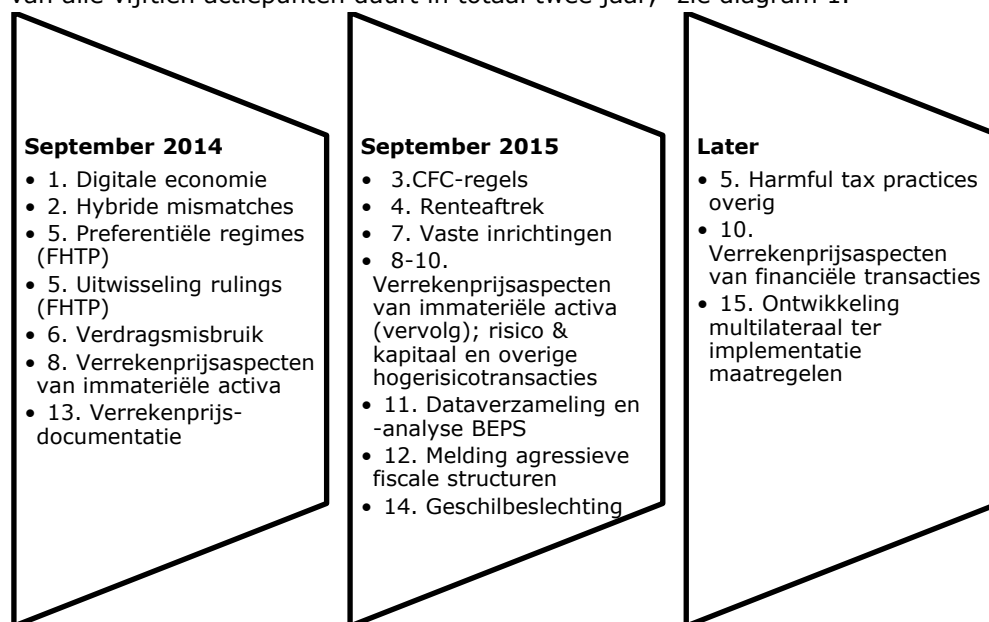 van alle vijftien actiepunten duurt in totaal twee jaar, zie diagram 1.
September 2014
• 1. Digitale economie
• 2. Hybride mismatches
• 5. Preferentiële regimes
(FHTP)
• 5. Uitwisseling rulings
(FHTP)
• 6. Verdragsmisbruik
• 8. Verrekenprijsaspecten
van immateriële activa
• 13. Verrekenprijs-
documentatie
September 2015
• 3.CFC-regels
• 4. Renteaftrek
• 7. Vaste inrichtingen
• 8-10.
Verrekenprijsaspecten
van immateriële activa
(vervolg); risico &
kapitaal en overige
hogerisicotransacties
• 11. Dataverzameling en
-analyse BEPS
• 12. Melding agressieve
fiscale structuren
• 14. Geschilbeslechting
Later
• 5. Harmful tax practices
overig
• 10.
Verrekenprijsaspecten
van financiële transacties
• 15. Ontwikkeling
multilateraal ter
implementatie
maatregelen